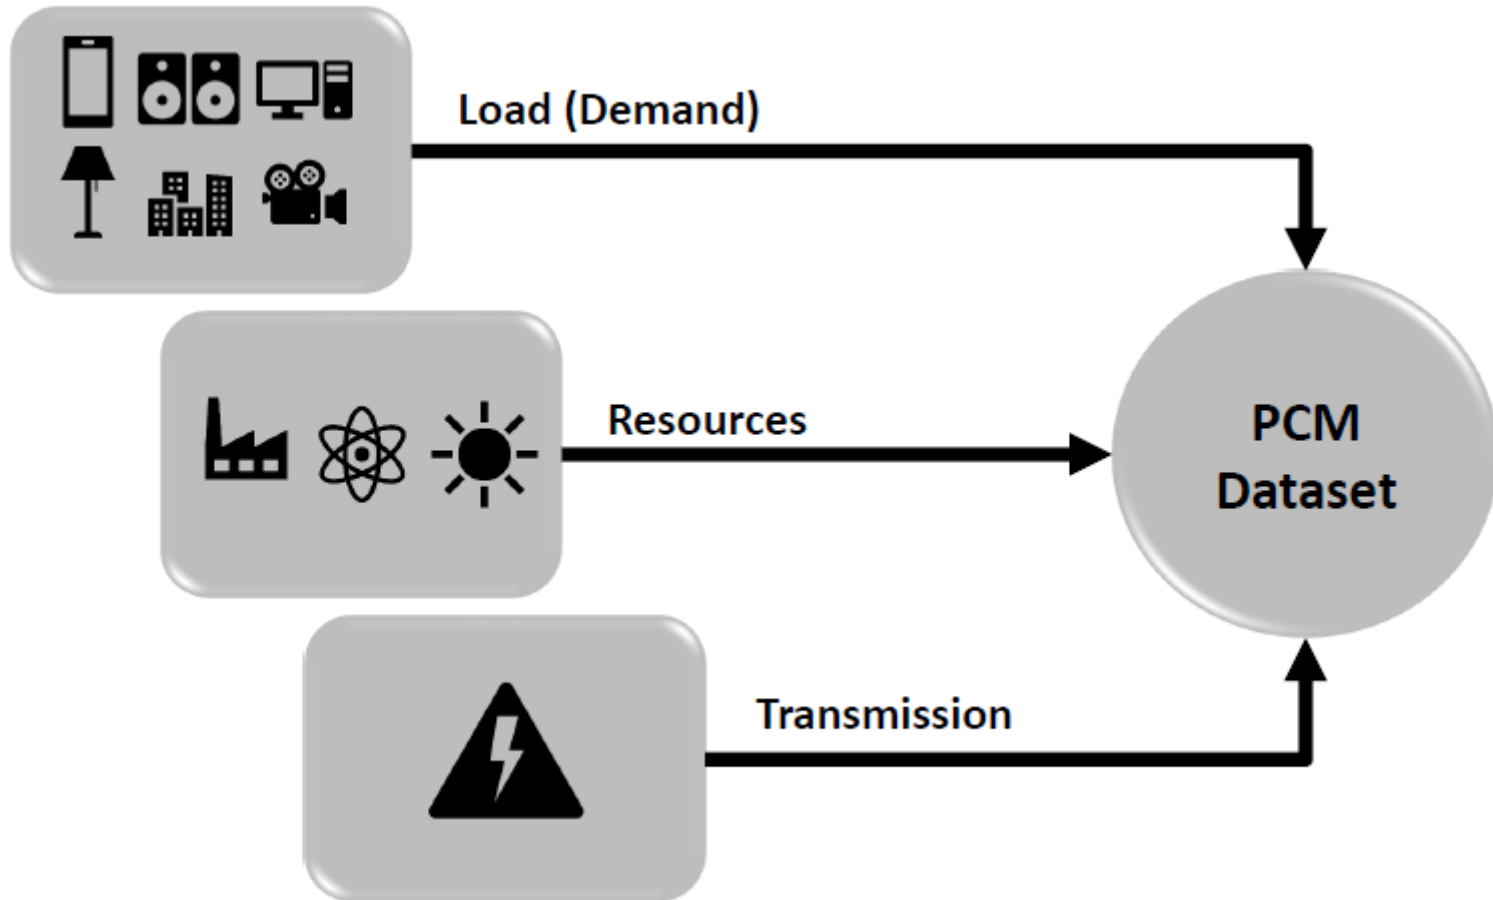 Load (Demand)
Resources
PCM
Dataset
Transmission